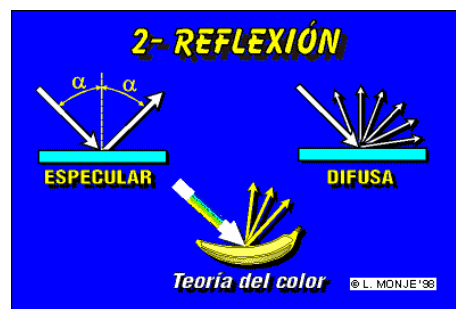 2- REFLEXIÓN
α α
ESPECULAR
DIFUSA
Teoría del color
© L. MONJE'98